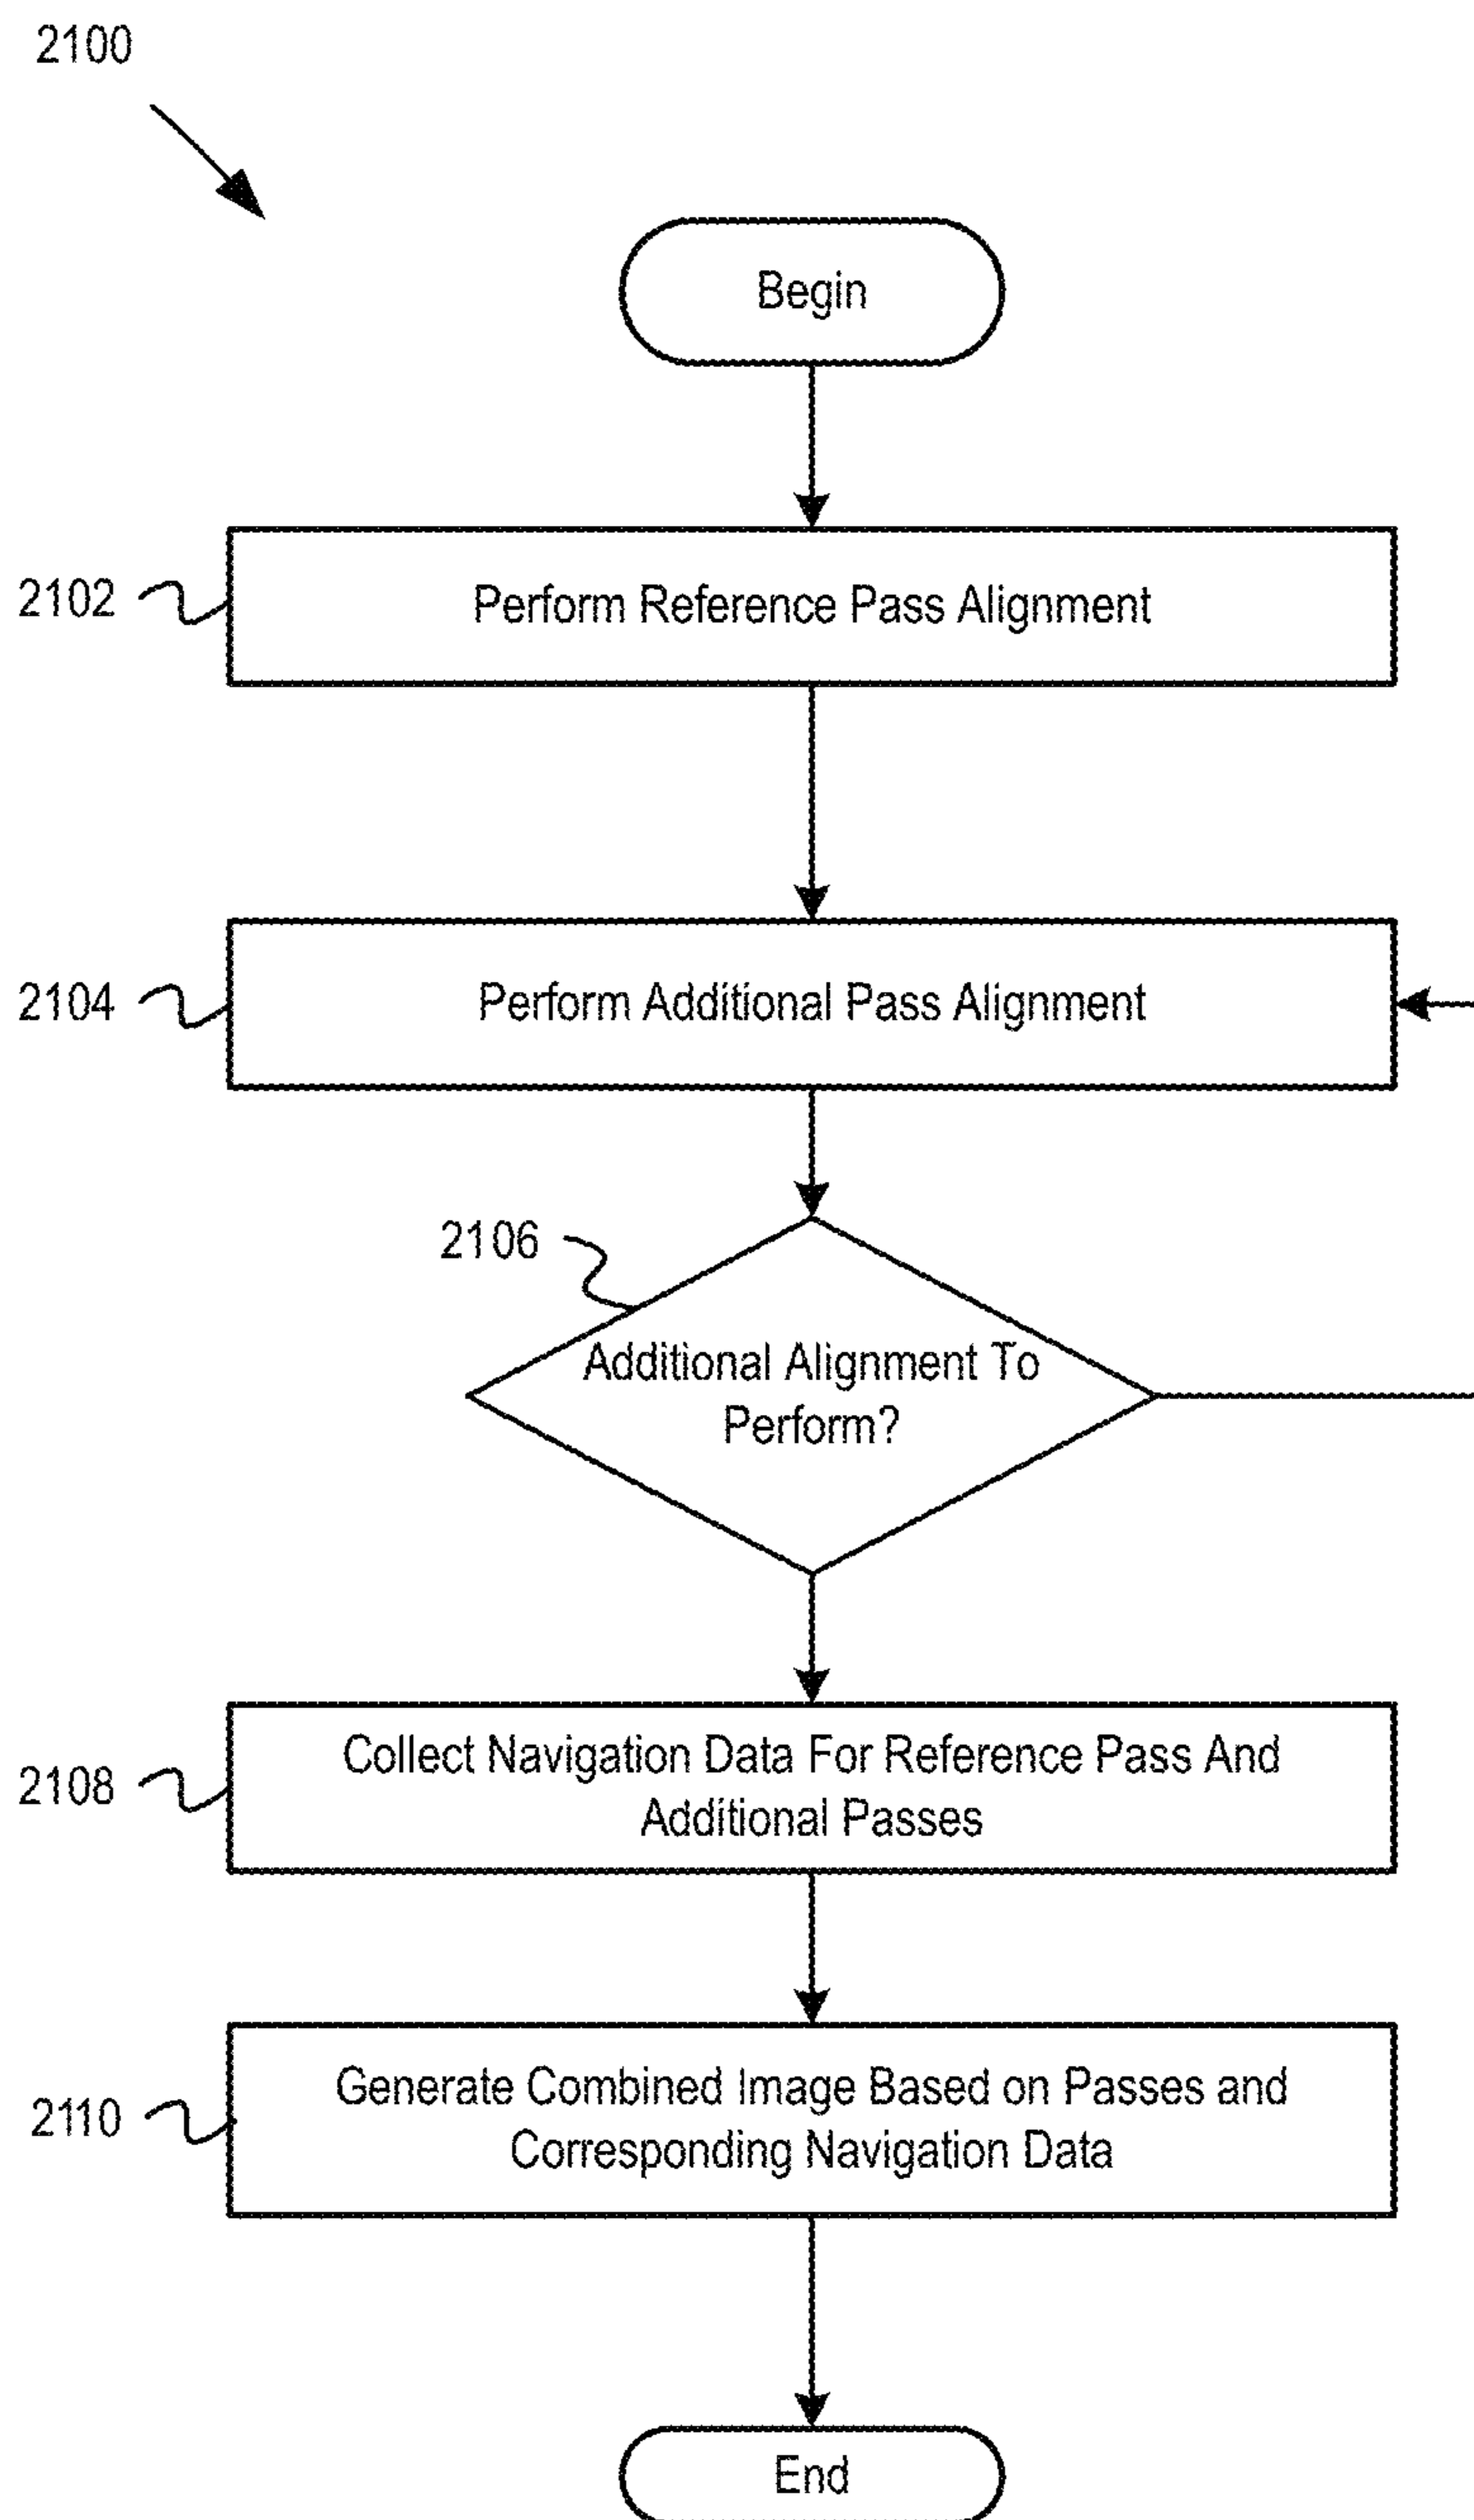 2100
Begin
2102
Perform Reference Pass Alignment
2104
Perform Additional Pass Alignment
2106
Additional Alignment To
Perform?
2108
Collect Navigation Data For Reference Pass And
Additional Passes
2110
Generate Combined Image Based on Passes and
Corresponding Navigation Data
End